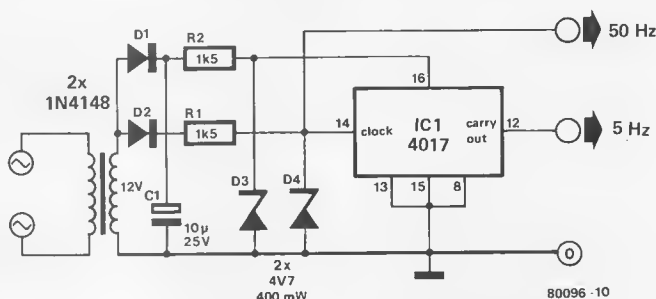 D1
R2
1k5
50 Hz
2x
1N4148
16
D2
R1
1k5
14
clock
IC1
4017
carry
out
12
5 Hz
12V
C1
10µ
25V
D3
D4
13
15
8
2x
4V7
400 mW
0
80096 - 10